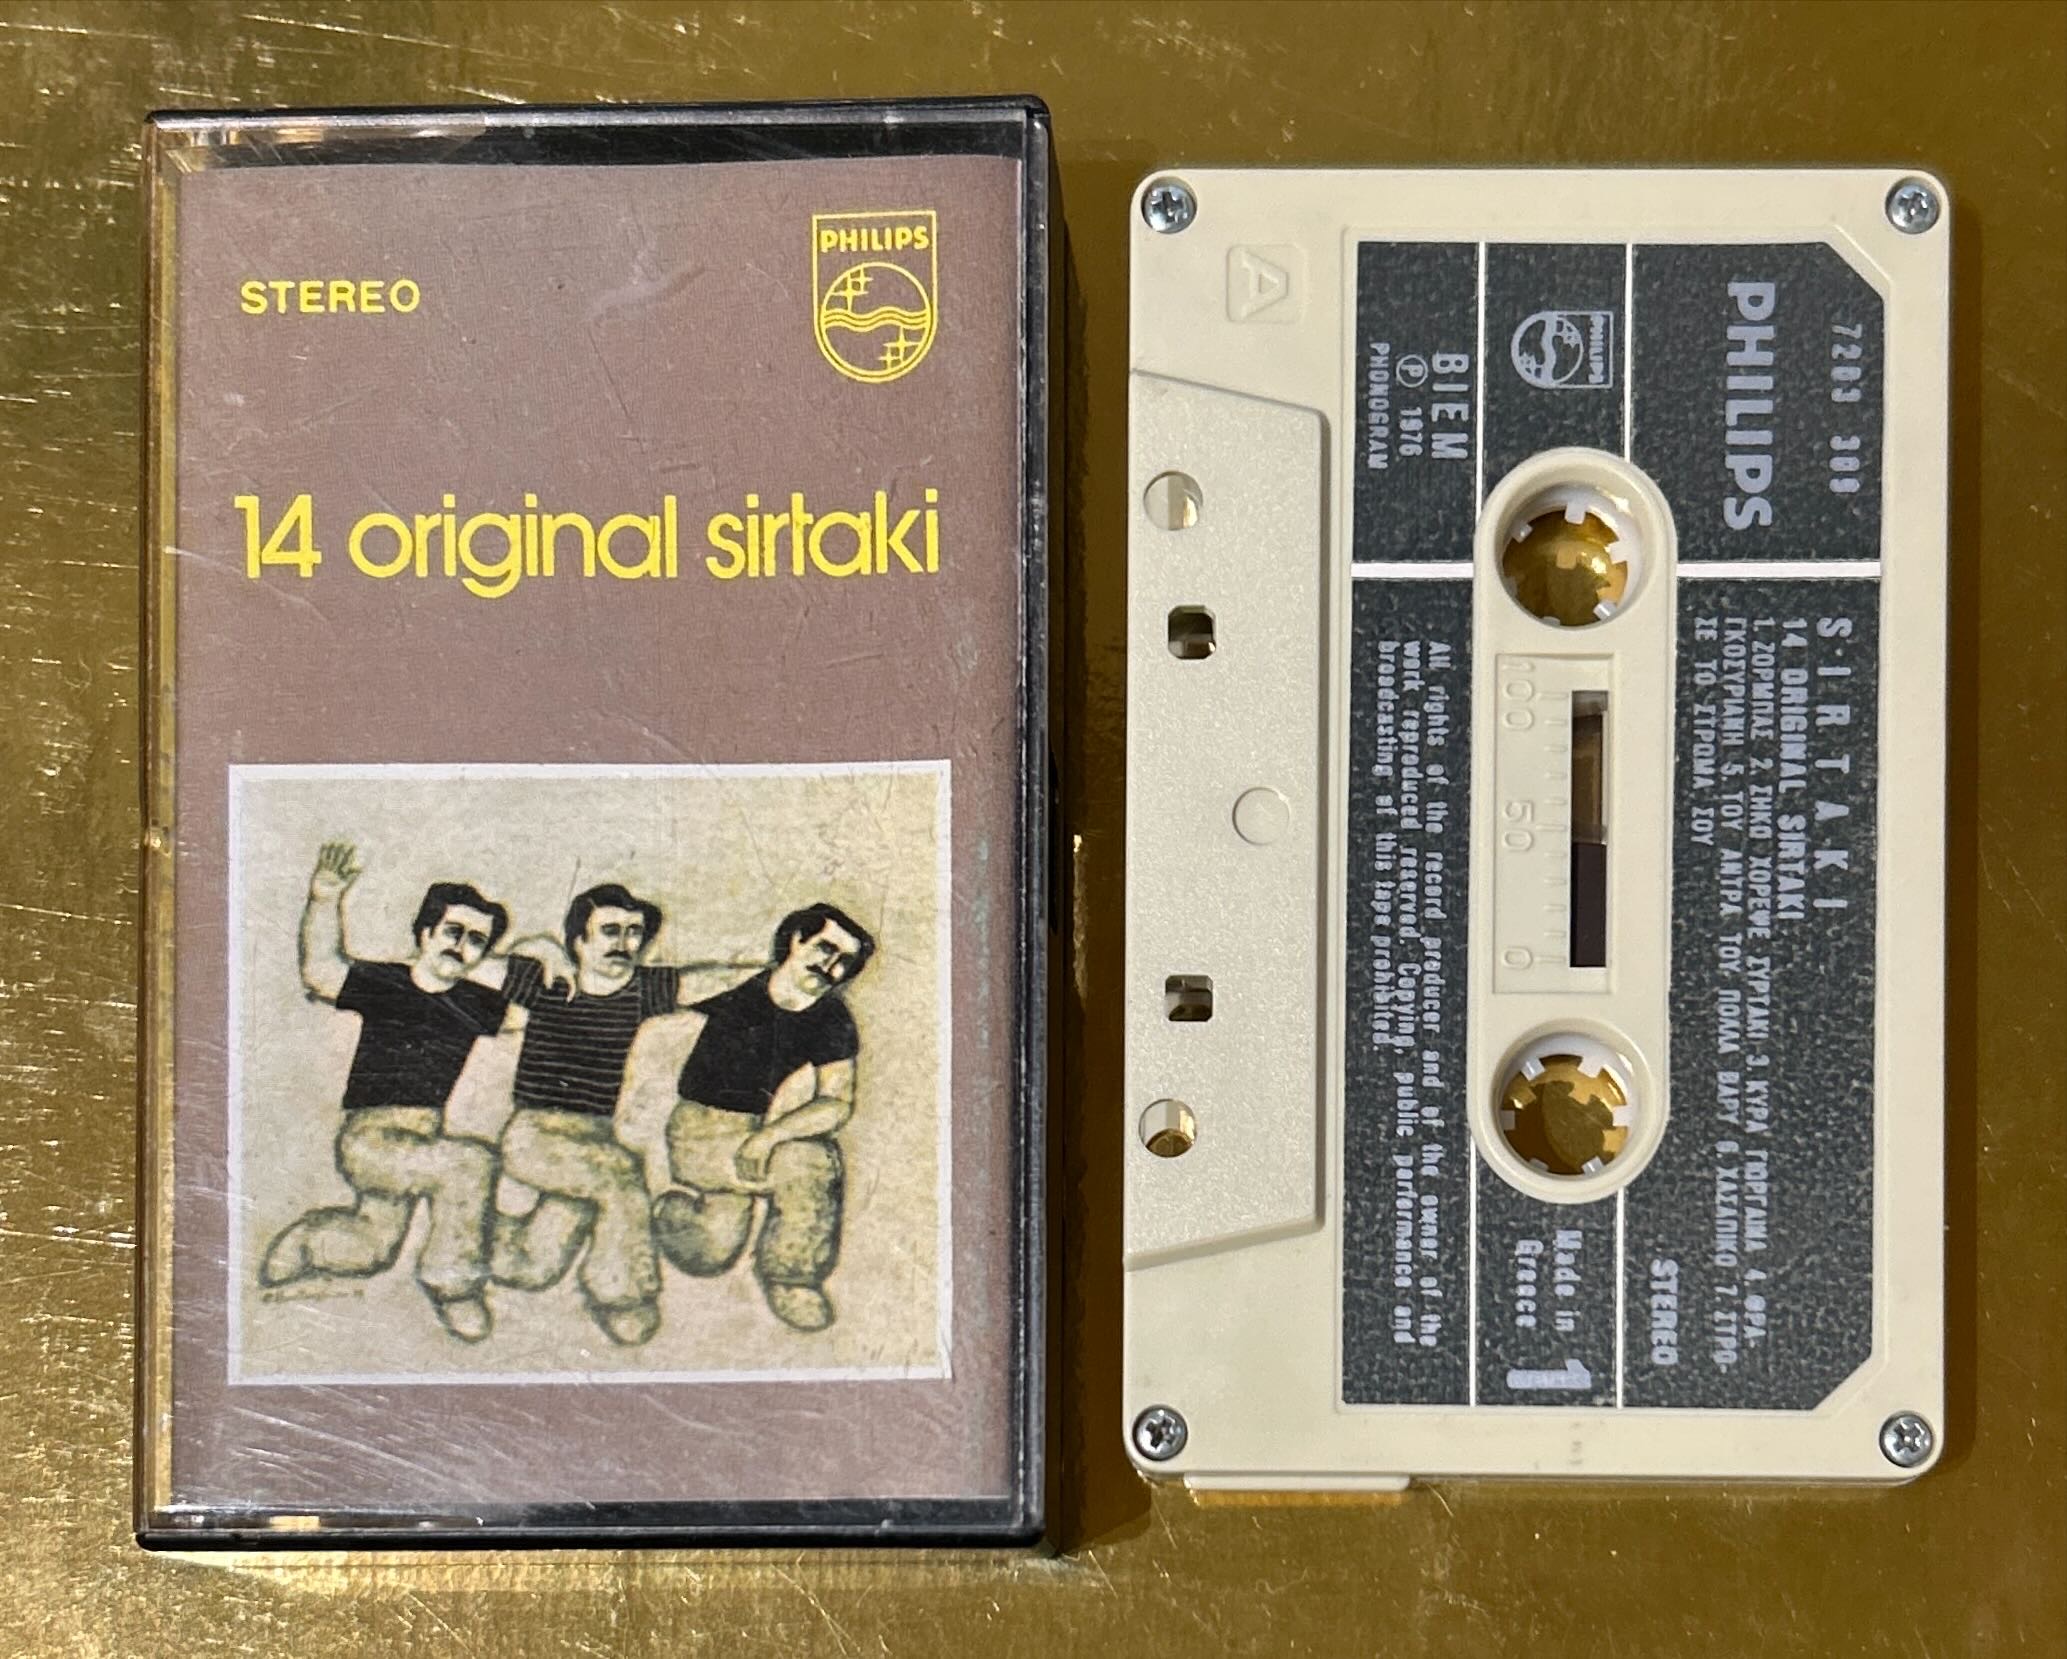 STEREO
PHILIPS
14 original sirtaki
A
7203 309
PHILIPS
PHILIPS
BIEM
℗ 1976
PHONOGRAM
SIRTAKI
14 ORIGINAL SIRTAKI
1. ΖΟΡΜΠΑΣ 2. ΣΗΚΩ ΧΟΡΕΨΕ ΣΥΡΤΑΚΙ 3. ΚΥΡΑ ΓΙΩΡΓΑΙΝΑ 4. ΦΡΑ-
ΓΚΟΣΥΡΙΑΝΗ 5. ΤΟΥ ΑΝΤΡΑ ΤΟΥ ΠΟΛΛΑ ΒΑΡΥ 6. ΧΑΣΑΠΙΚΟ 7. ΣΤΡΩ-
ΣΕ ΤΟ ΣΤΡΩΜΑ ΣΟΥ
STEREO
100 50 0
Made in
Greece
1
All rights of the record producer and of the owner of the
work reproduced reserved. Copying, public performance and
broadcasting of this tape prohibited.